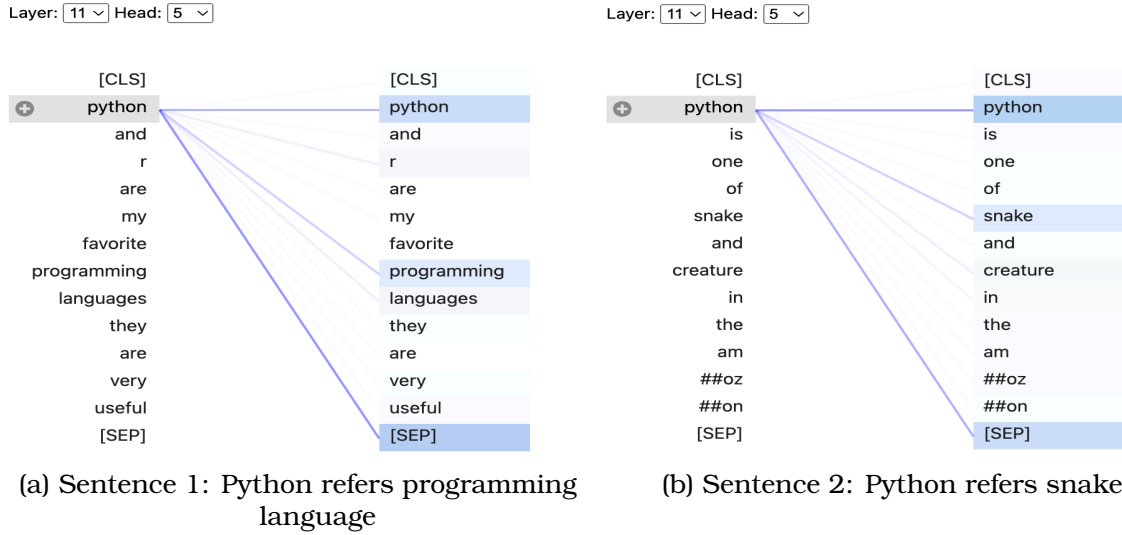 Layer: 11 Head: 5
[CLS] [CLS]
python python
and and
r r
are are
my my
favorite favorite
programming programming
languages languages
they they
are are
very very
useful useful
[SEP] [SEP]
(a) Sentence 1: Python refers programming
language
Layer: 11 Head: 5
[CLS] [CLS]
python python
is is
one one
of of
snake snake
and and
creature creature
in in
the the
am am
##oz ##oz
##on ##on
[SEP] [SEP]
(b) Sentence 2: Python refers snake